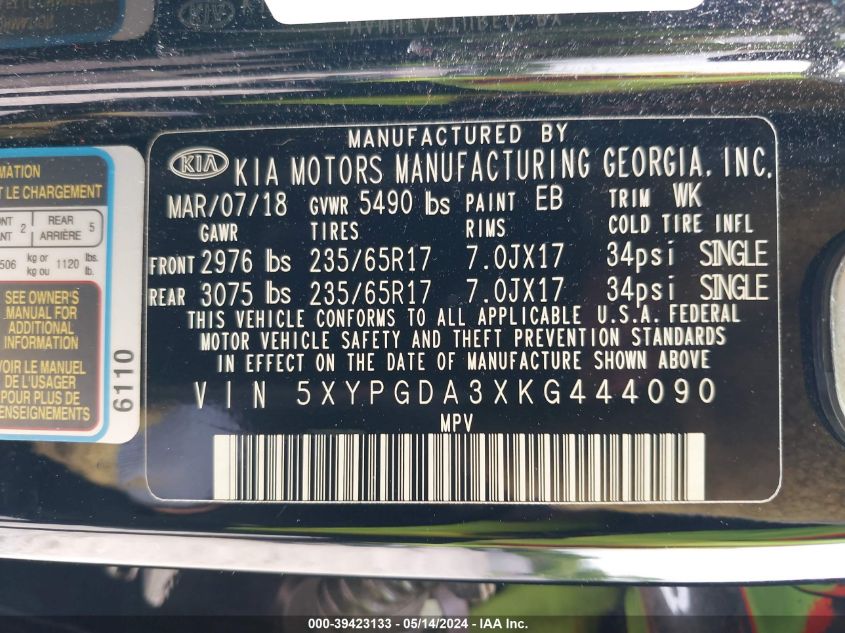 MANUFACTURED BY
KIA KIA MOTORS MANUFACTURING GEORGIA, INC.
MAR/07/18 GVWR 5490 lbs PAINT EB TRIM WK
GAWR TIRES RIMS COLD TIRE INFL
FRONT 2976 lbs 235/65R17 7.0JX17 34psi SINGLE
REAR 3075 lbs 235/65R17 7.0JX17 34psi SINGLE
THIS VEHICLE CONFORMS TO ALL APPLICABLE U.S.A. FEDERAL
MOTOR VEHICLE SAFETY AND THEFT PREVENTION STANDARDS
IN EFFECT ON THE DATE OF MANUFACTURE SHOWN ABOVE
VIN 5XYPGDA3XKG444090
MPV
LE CHARGEMENT
2 REAR 5
ARRIÈRE
506 kg or 1120 lbs.
kg ou lb.
SEE OWNER'S
MANUAL FOR
ADDITIONAL
INFORMATION
VOIR LE MANUEL
DE L'USAGER
POUR PLUS DE
RENSEIGNEMENTS
6110
000-39423133 - 05/14/2024 - IAA Inc.